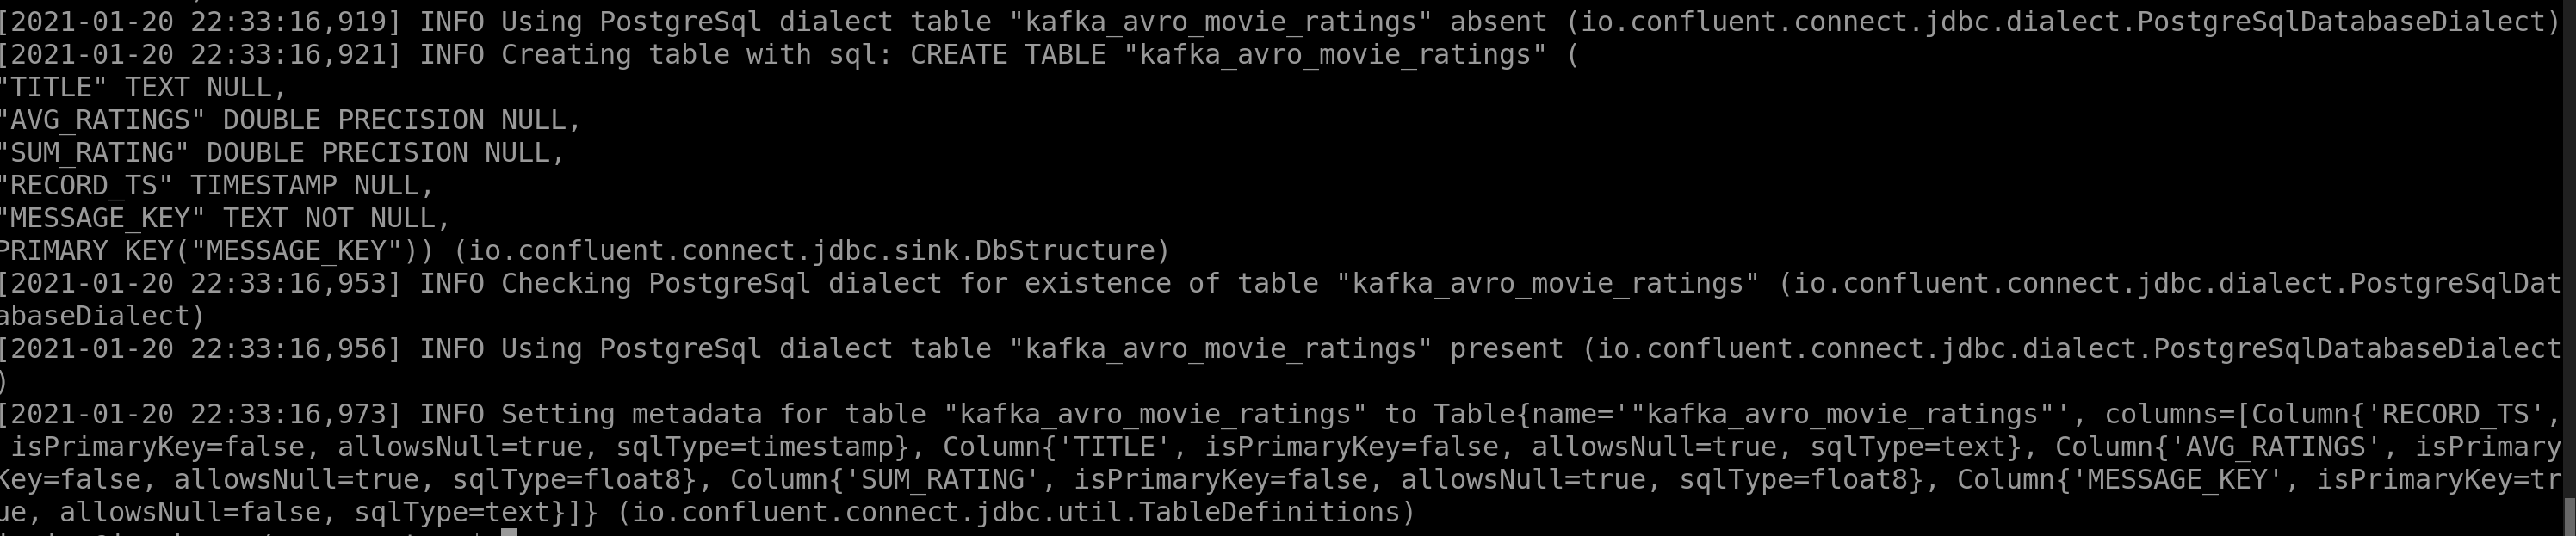 [2021-01-20 22:33:16,919] INFO Using PostgreSql dialect table "kafka_avro_movie_ratings" absent (io.confluent.connect.jdbc.dialect.PostgreSqlDatabaseDialect)
[2021-01-20 22:33:16,921] INFO Creating table with sql: CREATE TABLE "kafka_avro_movie_ratings" (
"TITLE" TEXT NULL,
"AVG_RATINGS" DOUBLE PRECISION NULL,
"SUM_RATING" DOUBLE PRECISION NULL,
"RECORD_TS" TIMESTAMP NULL,
"MESSAGE_KEY" TEXT NOT NULL,
PRIMARY KEY("MESSAGE_KEY")) (io.confluent.connect.jdbc.sink.DbStructure)
[2021-01-20 22:33:16,953] INFO Checking PostgreSql dialect for existence of table "kafka_avro_movie_ratings" (io.confluent.connect.jdbc.dialect.PostgreSqlDat
abaseDialect)
[2021-01-20 22:33:16,956] INFO Using PostgreSql dialect table "kafka_avro_movie_ratings" present (io.confluent.connect.jdbc.dialect.PostgreSqlDatabaseDialect
)
[2021-01-20 22:33:16,973] INFO Setting metadata for table "kafka_avro_movie_ratings" to Table{name='"kafka_avro_movie_ratings"', columns=[Column{'RECORD_TS',
 isPrimaryKey=false, allowsNull=true, sqlType=timestamp}, Column{'TITLE', isPrimaryKey=false, allowsNull=true, sqlType=text}, Column{'AVG_RATINGS', isPrimary
Key=false, allowsNull=true, sqlType=float8}, Column{'SUM_RATING', isPrimaryKey=false, allowsNull=true, sqlType=float8}, Column{'MESSAGE_KEY', isPrimaryKey=tr
ue, allowsNull=false, sqlType=text}]} (io.confluent.connect.jdbc.util.TableDefinitions)